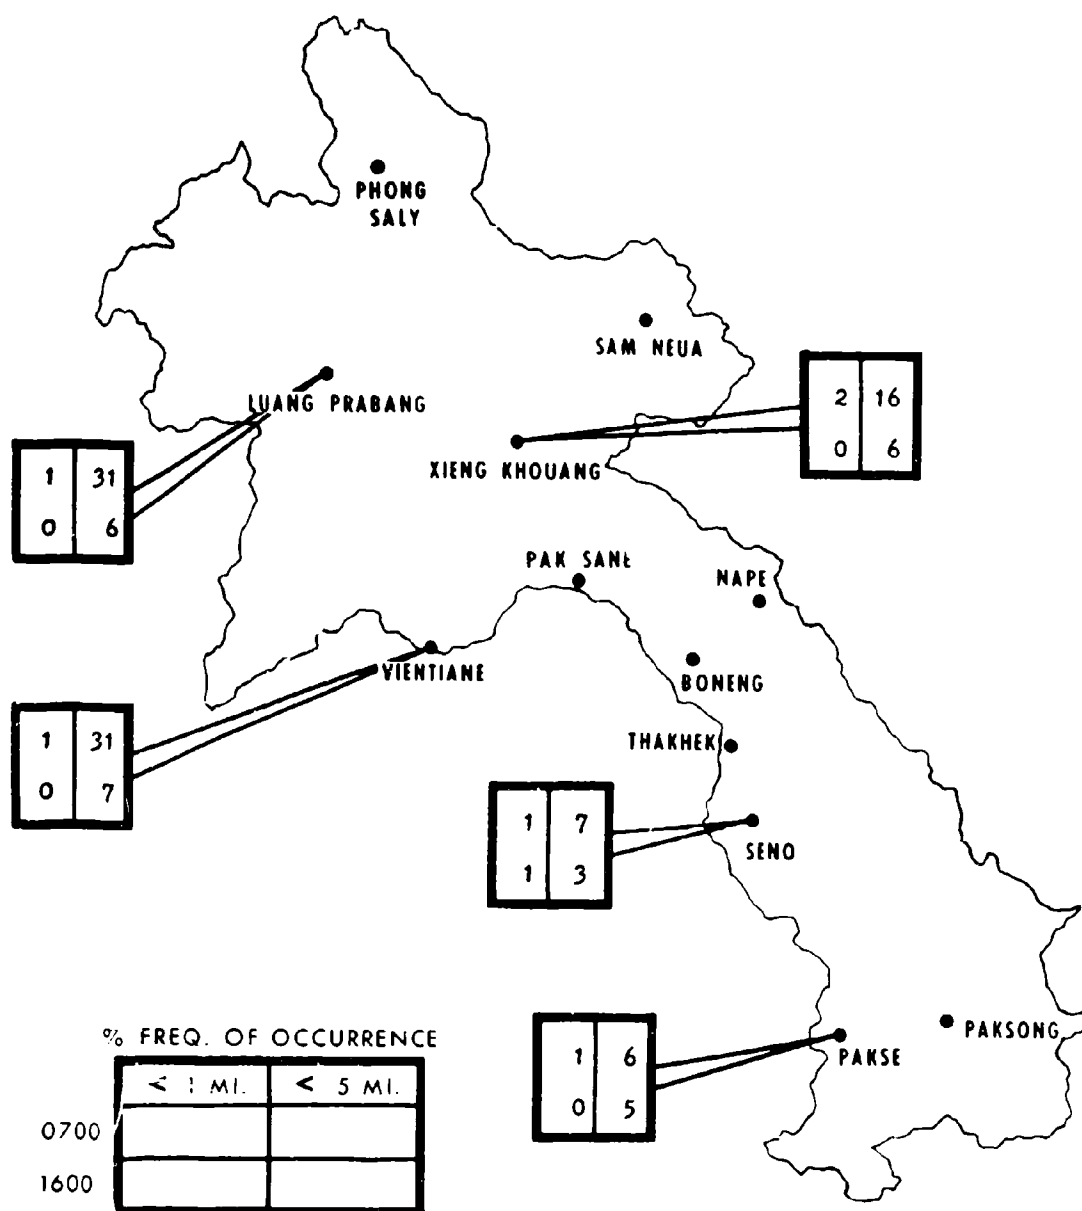 PHONG
SALY
SAM NEUA
LUANG PRABANG
2 16
0 6
XIENG KHOUANG
1 31
0 6
PAK SANE
NAPE
VIENTIANE
BONENG
1 31
0 7
THAKHEK
1 7
1 3
SENO
% FREQ. OF OCCURRENCE
1 6
0 5
PAKSE
PAKSONG
< 1 MI. < 5 MI.
0700
1600